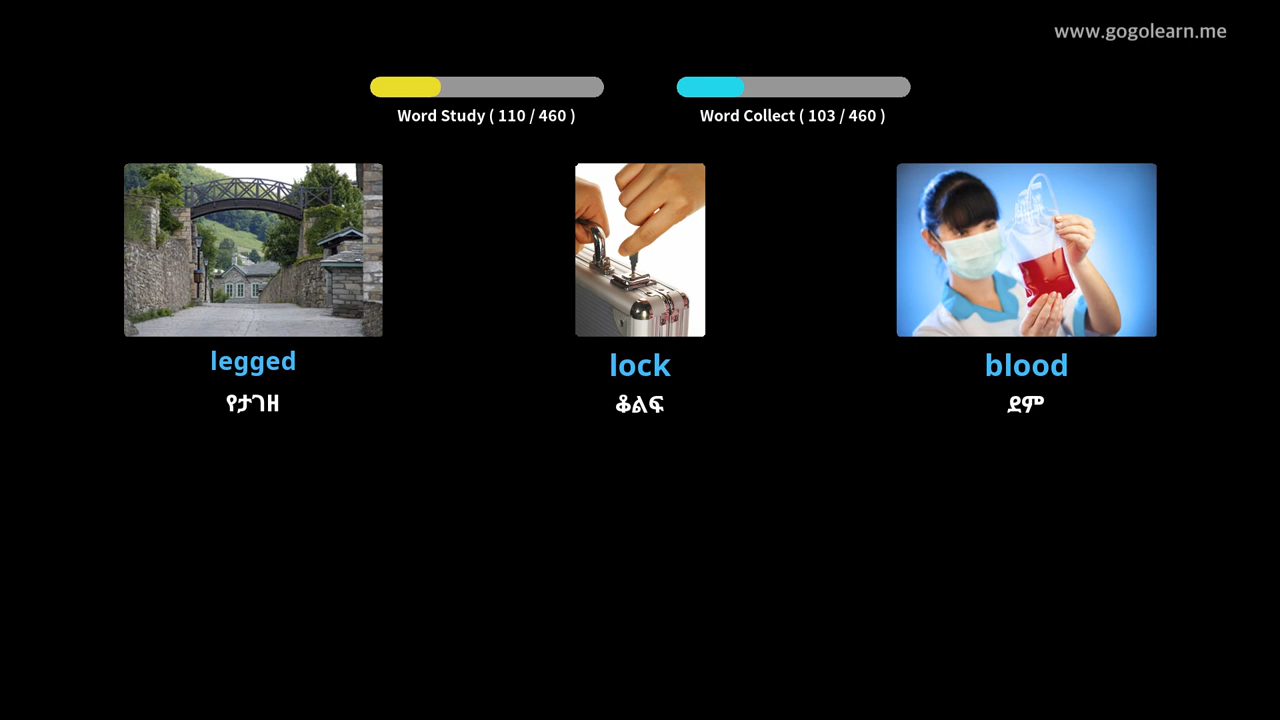 www.gogolearn.me
Word Study ( 110 / 460 )
Word Collect ( 103 / 460 )
legged
lock
blood
የታገዘ
ቆልፍ
ደም